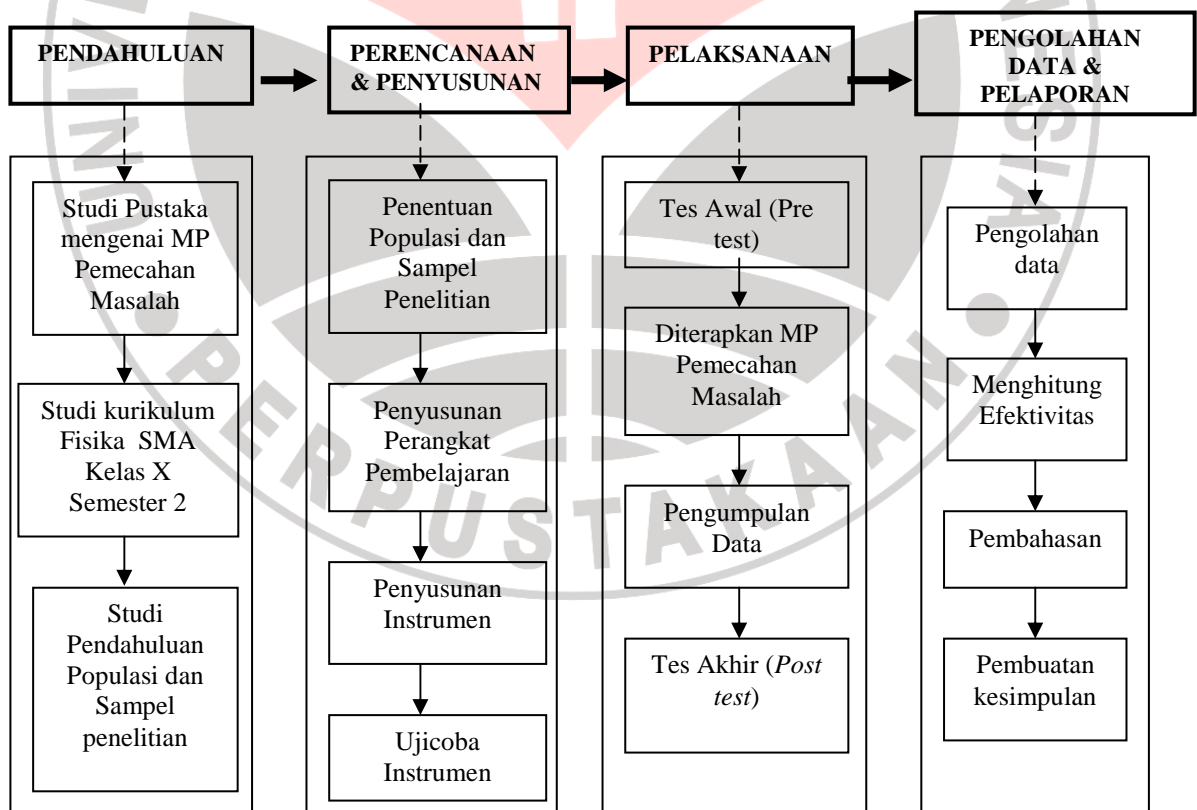 PENDAHULUAN
PERENCANAAN
& PENYUSUNAN
PELAKSANAAN
PENGOLAHAN
DATA &
PELAPORAN
Studi Pustaka
mengenai MP
Pemecahan
Masalah
Studi kurikulum
Fisika SMA
Kelas X
Semester 2
Studi
Pendahuluan
Populasi dan
Sampel
penelitian
Penentuan
Populasi dan
Sampel
Penelitian
Penyusunan
Perangkat
Pembelajaran
Penyusunan
Instrumen
Ujicoba
Instrumen
Tes Awal (Pre
test)
Diterapkan MP
Pemecahan
Masalah
Pengumpulan
Data
Tes Akhir (Post
test)
Pengolahan
data
Menghitung
Efektivitas
Pembahasan
Pembuatan
kesimpulan
PERPUSTAKAAN